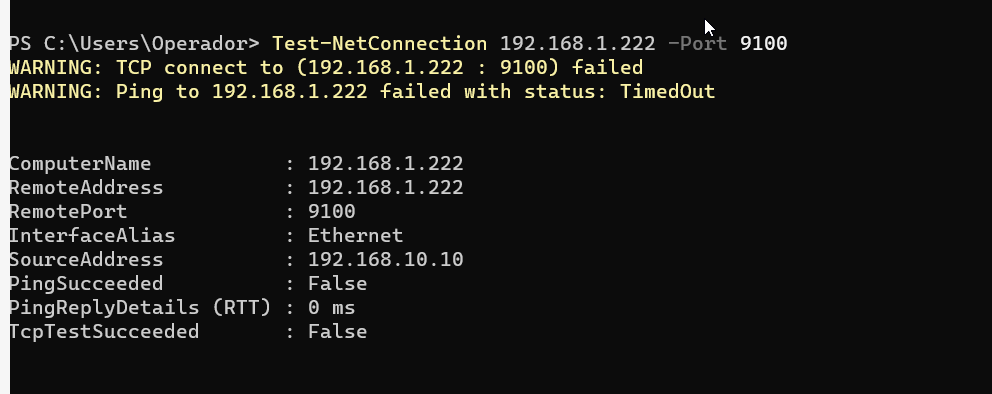 PS C:\Users\Operador> Test-NetConnection 192.168.1.222 -Port 9100
WARNING: TCP connect to (192.168.1.222 : 9100) failed
WARNING: Ping to 192.168.1.222 failed with status: TimedOut
ComputerName : 192.168.1.222
RemoteAddress : 192.168.1.222
RemotePort : 9100
InterfaceAlias : Ethernet
SourceAddress : 192.168.10.10
PingSucceeded : False
PingReplyDetails (RTT) : 0 ms
TcpTestSucceeded : False